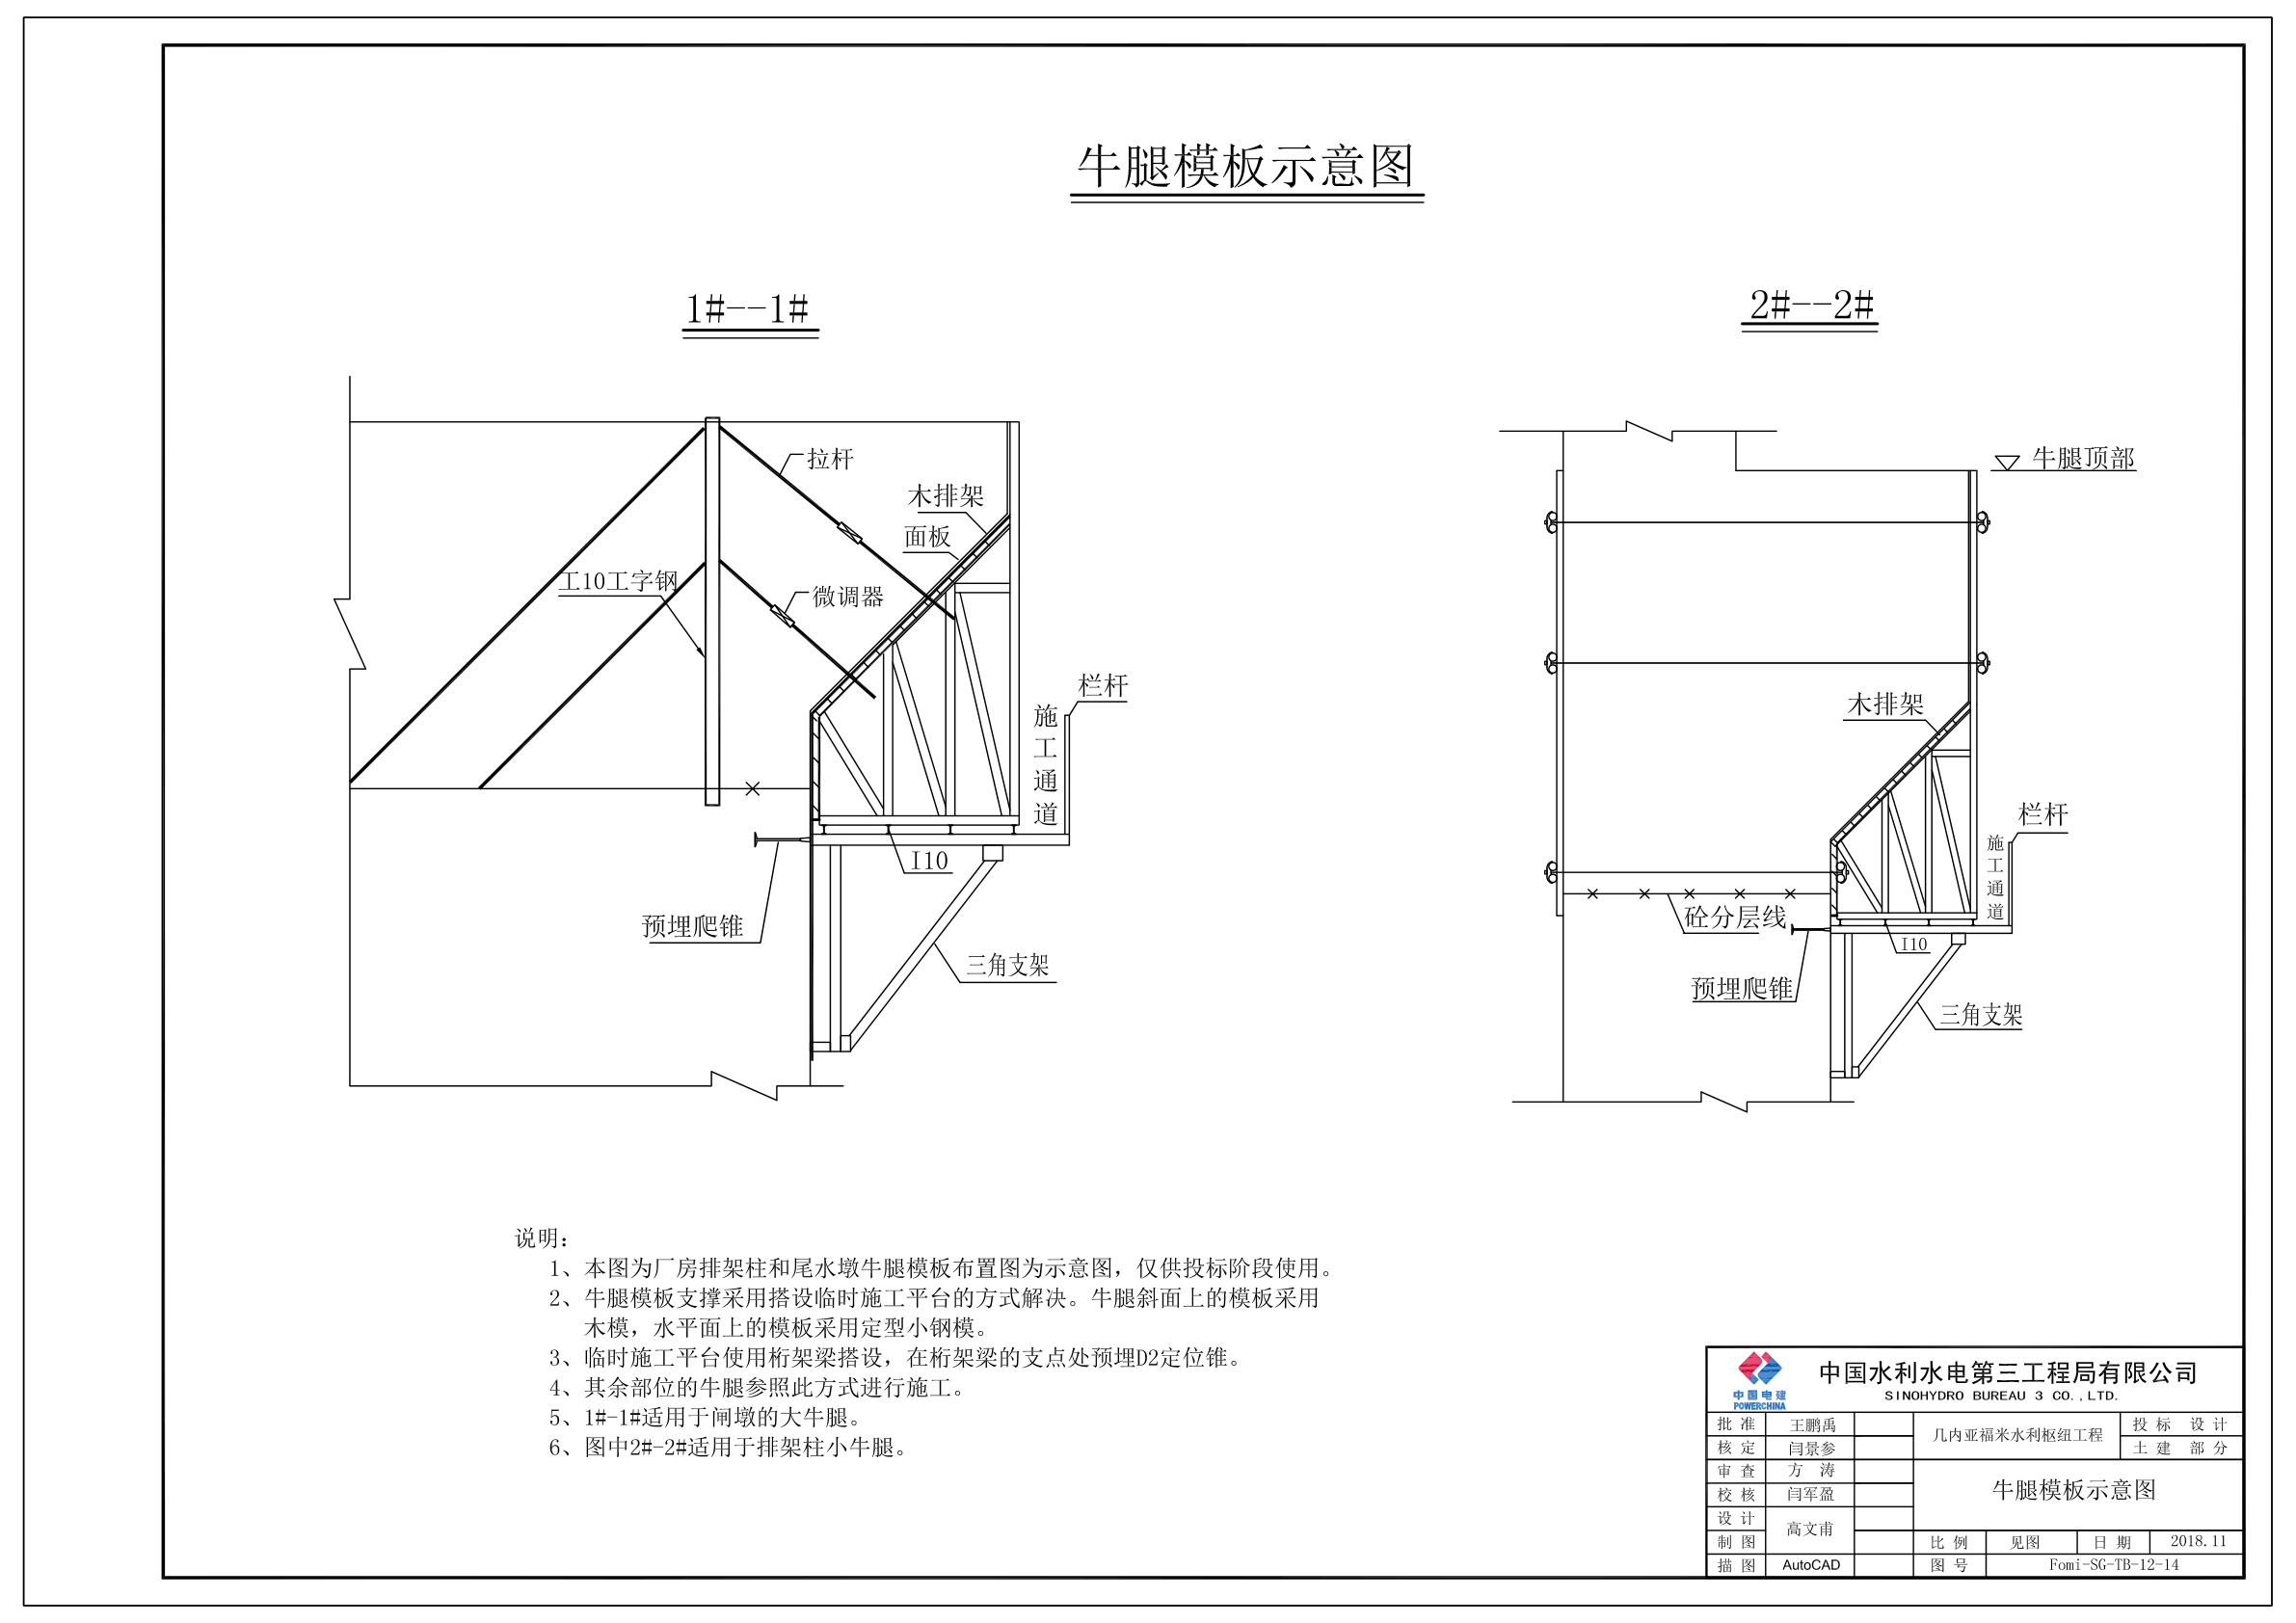 牛腿模板示意图
1#--1#
2#--2#
拉杆
木排架
面板
工10工字钢
微调器
栏杆
施
工
通
道
I10
预埋爬锥
三角支架
牛腿顶部
木排架
栏杆
施
工
通
道
砼分层线
I10
预埋爬锥
三角支架
说明:
1、本图为厂房排架柱和尾水墩牛腿模板布置图为示意图，仅供投标阶段使用。
2、牛腿模板支撑采用搭设临时施工平台的方式解决。牛腿斜面上的模板采用
木模，水平面上的模板采用定型小钢模。
3、临时施工平台使用桁架梁搭设，在桁架梁的支点处预埋D2定位锥。
4、其余部位的牛腿参照此方式进行施工。
5、1#-1#适用于闸墩的大牛腿。
6、图中2#-2#适用于排架柱小牛腿。
中国电建
POWERCHINA
中国水利水电第三工程局有限公司
SINOHYDRO BUREAU 3 CO.,LTD.
批 准 王鹏禹
核 定 闫景参
审 查 方 涛
校 核 闫军盈
设 计 高文甫
制 图
描 图 AutoCAD
几内亚福米水利枢纽工程
投 标 设 计
土 建 部 分
牛腿模板示意图
比 例 见图 日 期 2018.11
图 号 Fomi-SG-TB-12-14